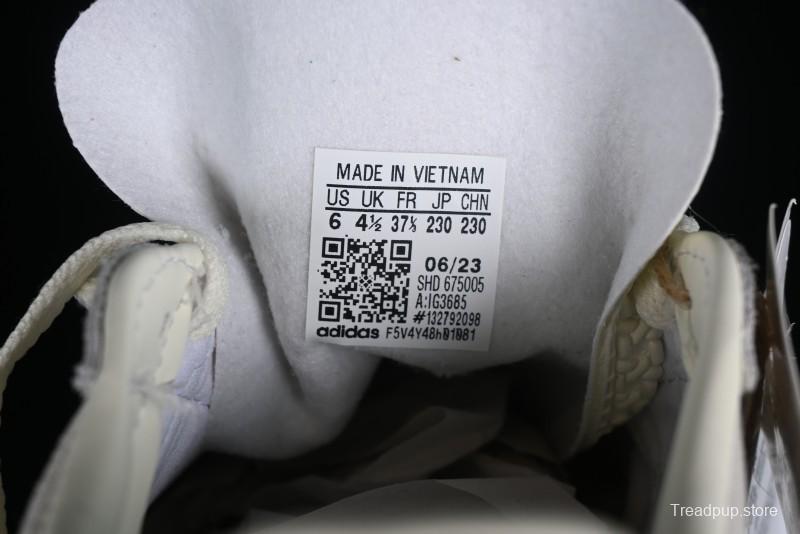 MADE IN VIETNAM
US UK FR JP CHN
6 4½ 37⅓ 230 230
06/23
SHD 675005
A:IG3685
#132792098
adidas F5V4Y48h01081
Treadpup.store